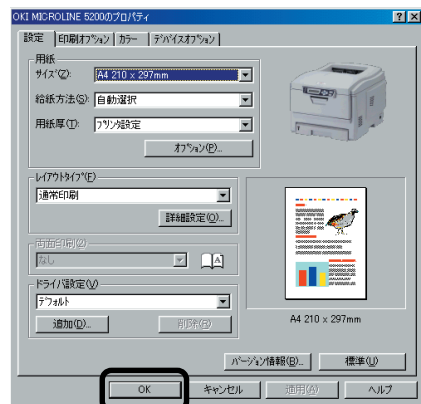 OKI MICROLINE 5200のプロパティ
設定 印刷オプション カラー デバイスオプション
用紙
サイズ(Z): A4 210 x 297mm
給紙方法(S): 自動選択
用紙厚(T): プリンタ設定
オプション(P)...
レイアウトタイプ(F)
通常印刷
詳細設定(O)...
両面印刷(2)
なし
A
ドライバ設定(V)
デフォルト
追加(D)...
削除(R)
A4 210 x 297mm
バージョン情報(B)...
標準(U)
OK
キャンセル
適用(A)
ヘルプ